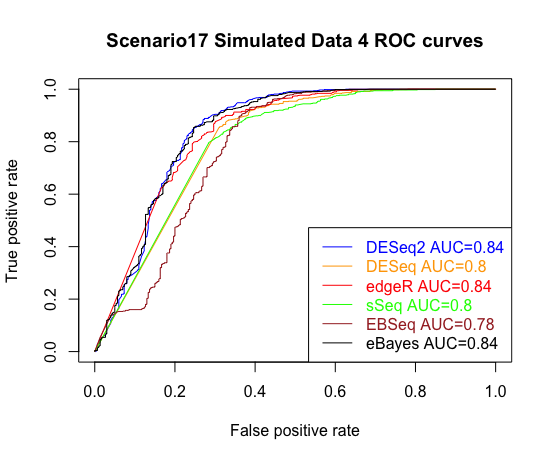 Scenario17 Simulated Data 4 ROC curves
True positive rate
1.0
0.8
0.6
0.4
0.2
0.0
DESeq2 AUC=0.84
DESeq AUC=0.8
edgeR AUC=0.84
sSeq AUC=0.8
EBSeq AUC=0.78
eBayes AUC=0.84
0.0 0.2 0.4 0.6 0.8 1.0
False positive rate